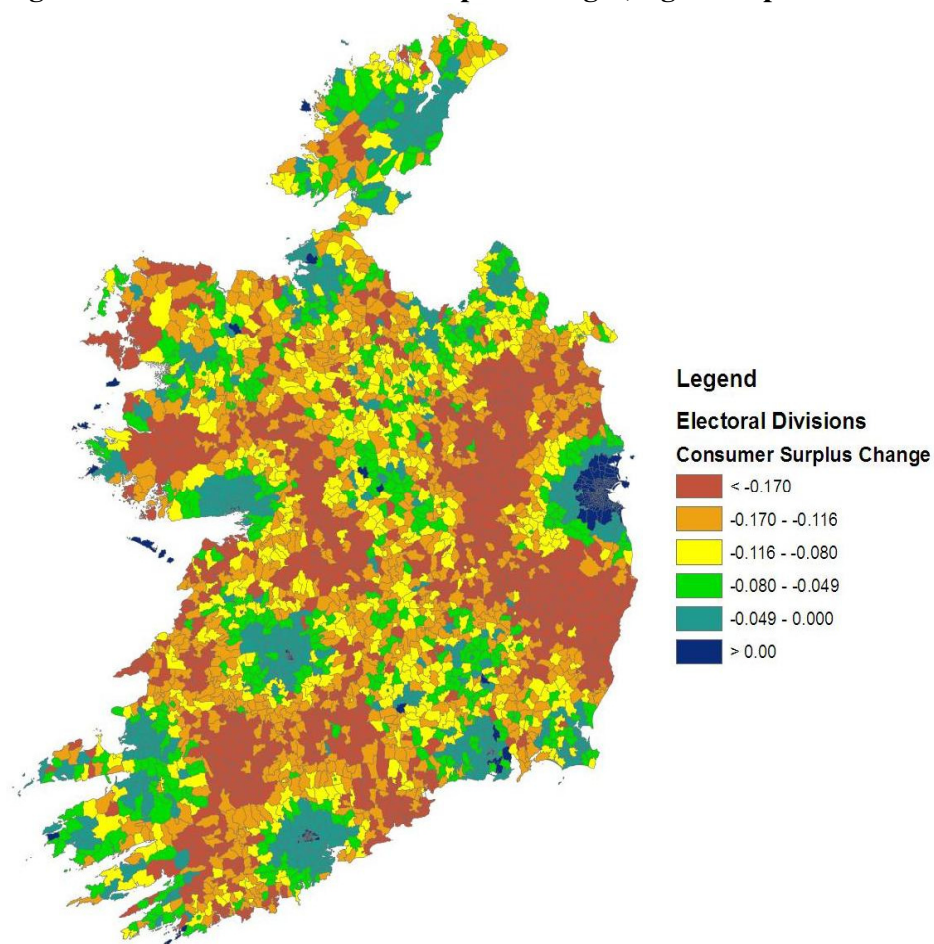 Legend
Electoral Divisions
Consumer Surplus Change
< -0.170
-0.170 - -0.116
-0.116 - -0.080
-0.080 - -0.049
-0.049 - 0.000
> 0.00